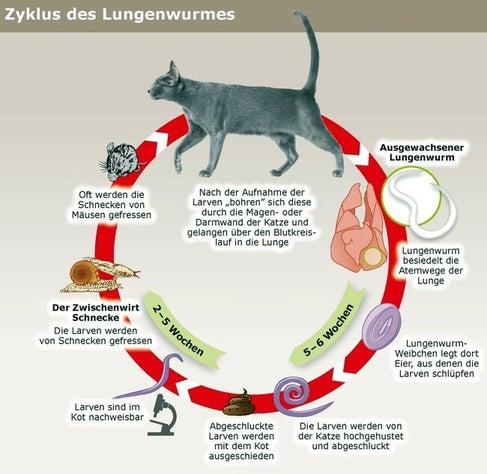 Zyklus des Lungenwurmes
Oft werden die
Schnecken von
Mäusen gefressen
Nach der Aufnahme der
Larven „bohren" sich diese
durch die Magen- oder
Darmwand der Katze und
gelangen über den Blutkreis-
lauf in die Lunge
Ausgewachsener
Lungenwurm
Lungenwurm
besiedelt die
Atemwege der
Lunge
Der Zwischenwirt
Schnecke
Die Larven werden
von Schnecken gefressen
2–5 Wochen
5–6 Wochen
Lungenwurm-
Weibchen legt dort
Eier, aus denen die
Larven schlüpfen
Larven sind im
Kot nachweisbar
Abgeschluckte
Larven werden
mit dem Kot
ausgeschieden
Die Larven werden von
der Katze hochgehustet
und abgeschluckt